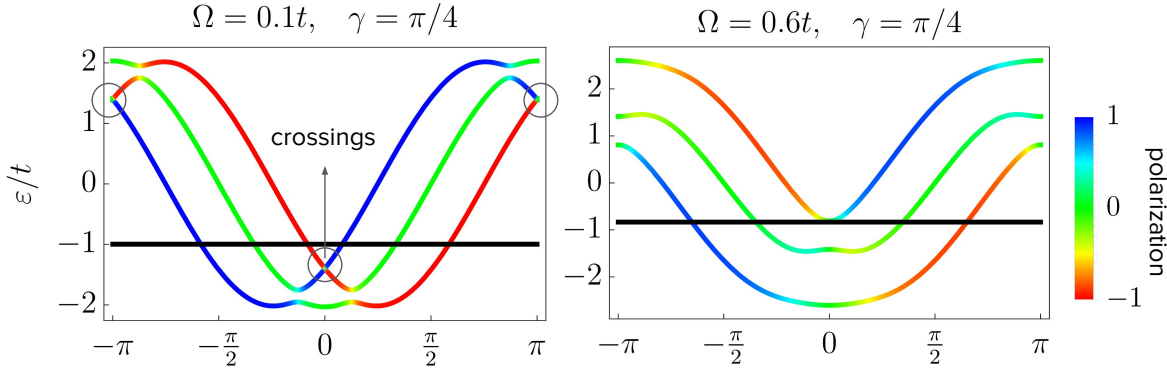 Ω = 0.1t, γ = π/4
ε/t
2
1
0
−1
−2
crossings
−π
−π/2
0
π/2
π
Ω = 0.6t, γ = π/4
2
1
0
−1
−2
−π
−π/2
0
π/2
π
1
0
−1
polarization